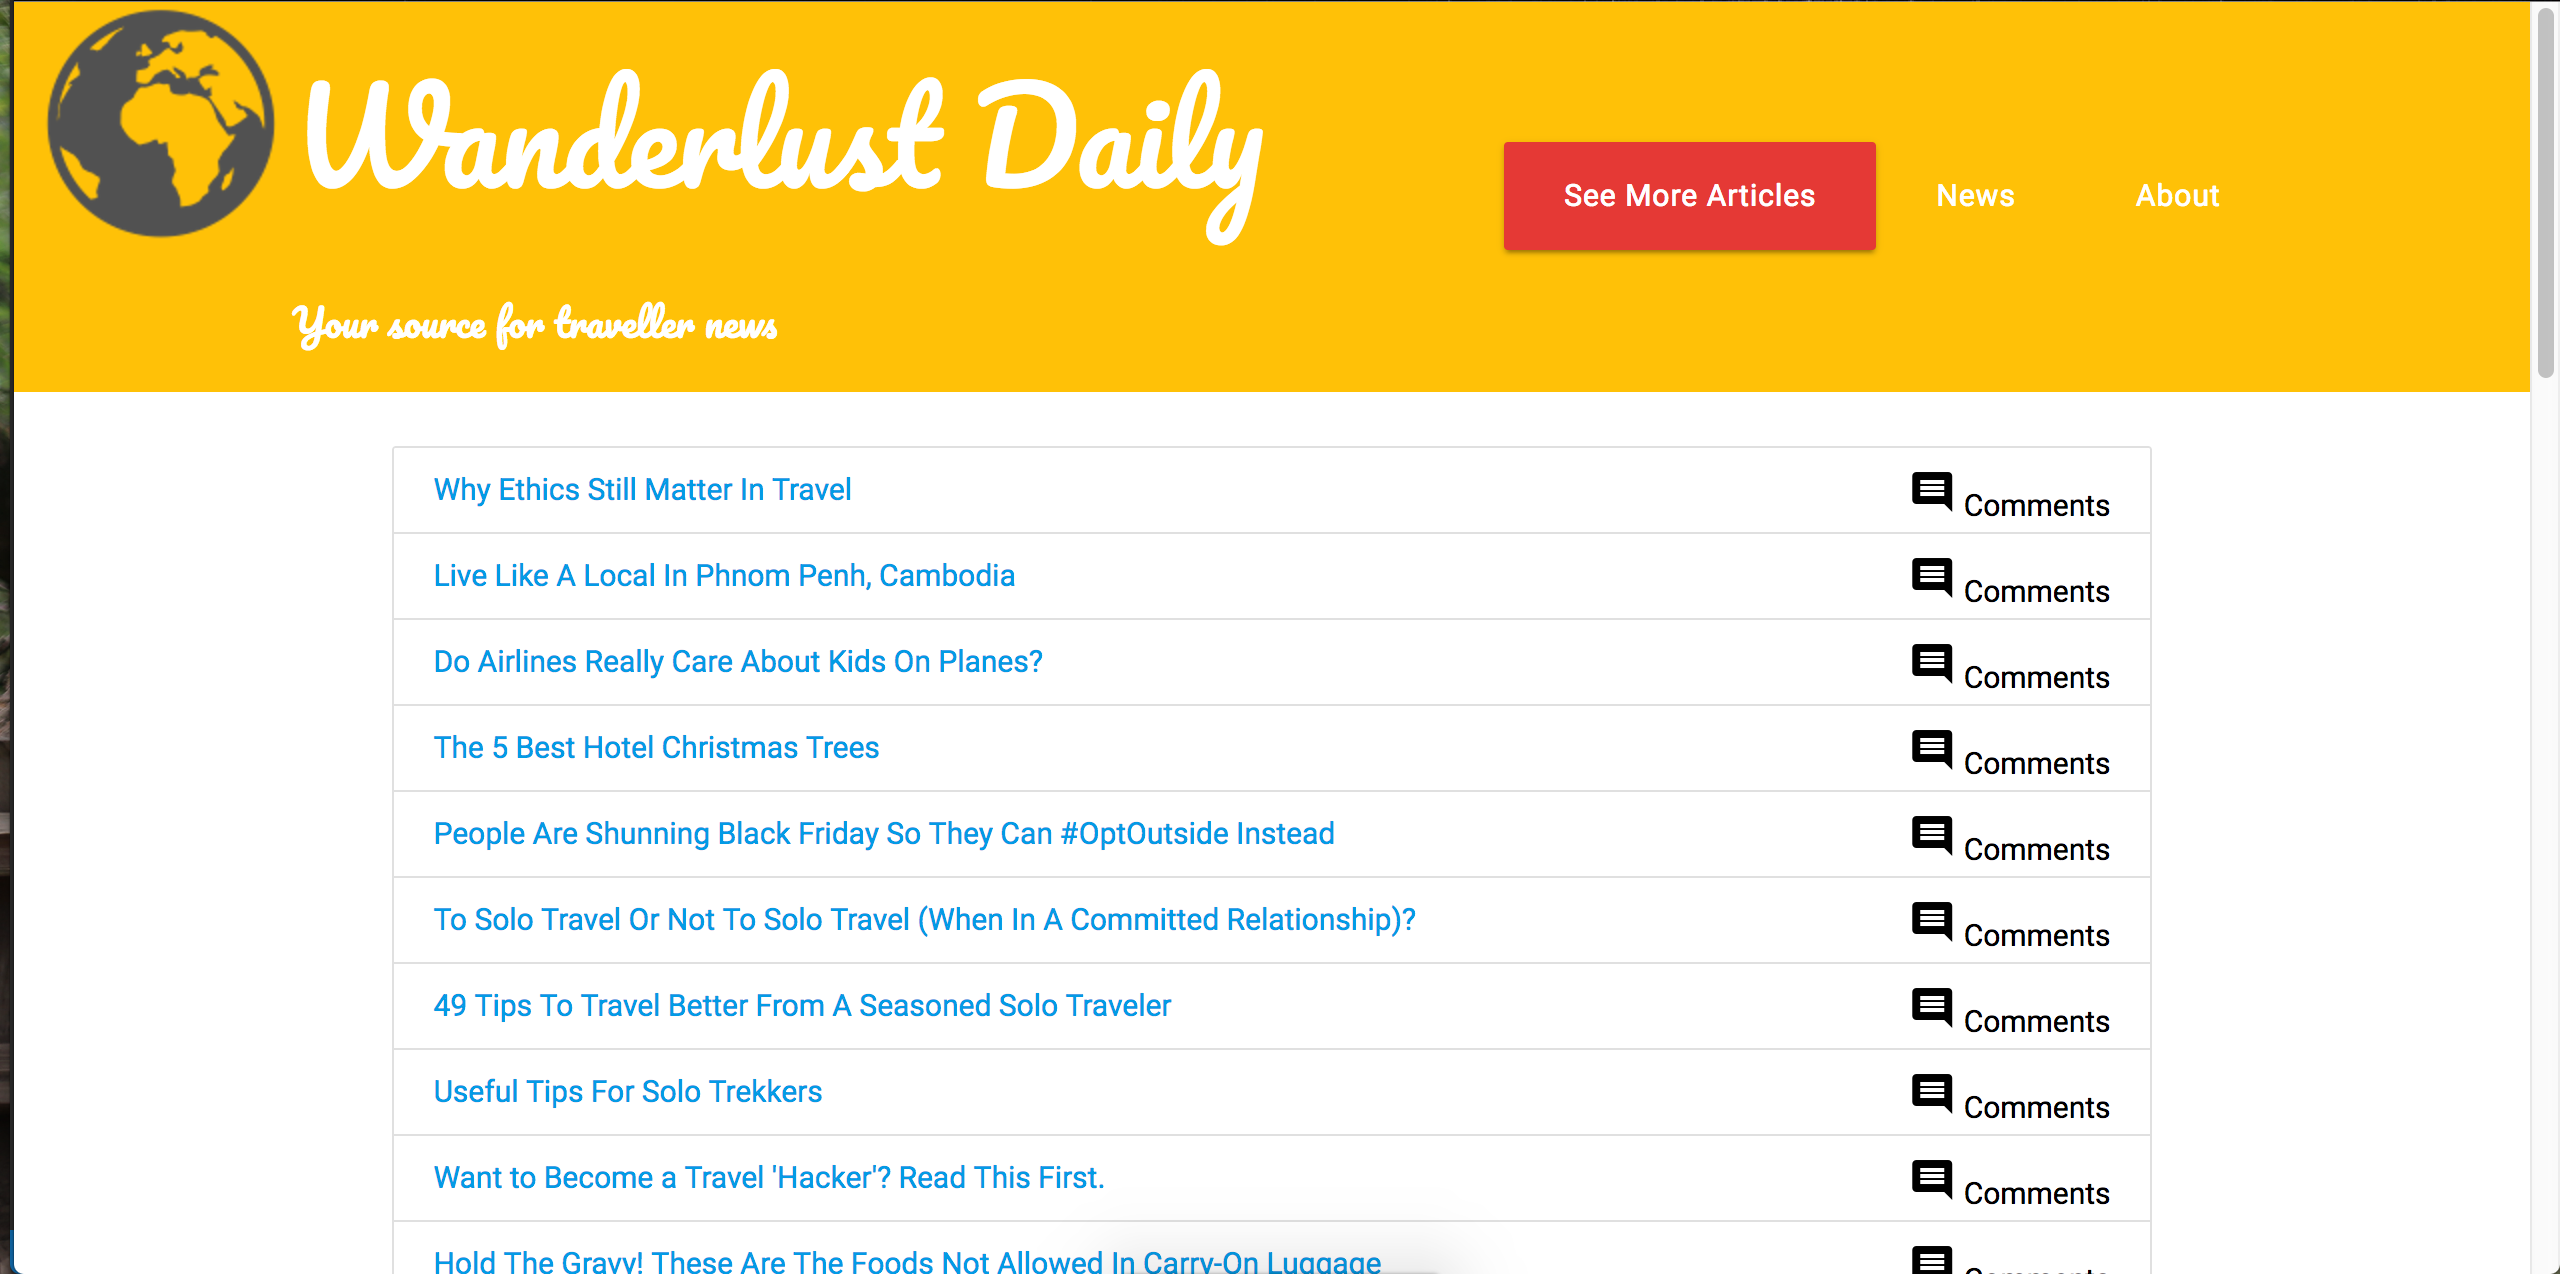 Wanderlust Daily
See More Articles News About
Your source for traveller news
Why Ethics Still Matter In Travel Comments
Live Like A Local In Phnom Penh, Cambodia Comments
Do Airlines Really Care About Kids On Planes? Comments
The 5 Best Hotel Christmas Trees Comments
People Are Shunning Black Friday So They Can #OptOutside Instead Comments
To Solo Travel Or Not To Solo Travel (When In A Committed Relationship)? Comments
49 Tips To Travel Better From A Seasoned Solo Traveler Comments
Useful Tips For Solo Trekkers Comments
Want to Become a Travel 'Hacker'? Read This First. Comments
Hold The Gravy! These Are The Foods Not Allowed In Carry-On Luggage Comments